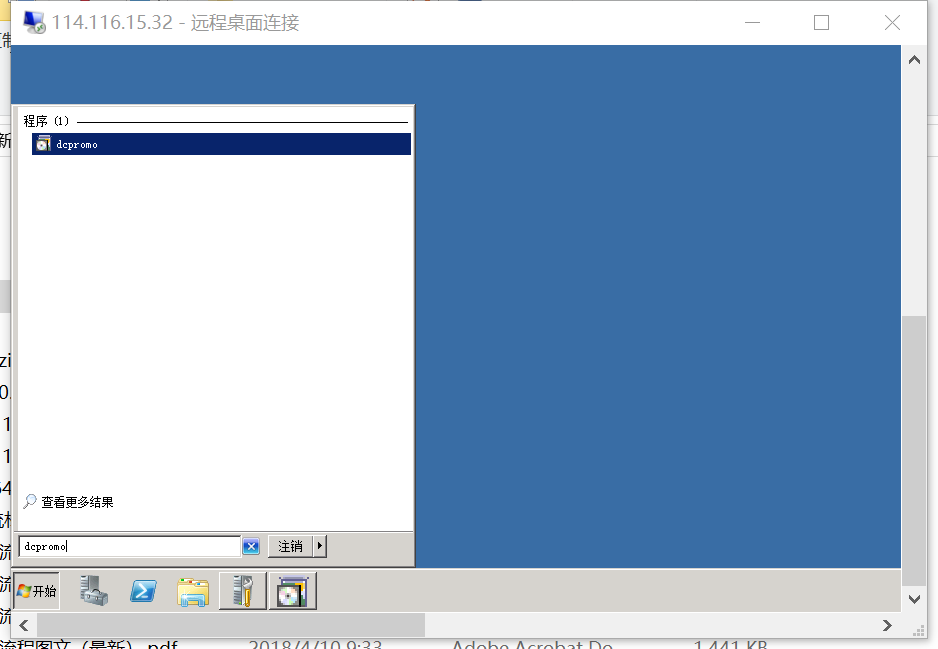 114.116.15.32 - 远程桌面连接
程序 (1)
dcpromo
查看更多结果
dcpromo
注销
开始
流程图文（最新）.pdf 2018/4/10 9:33 Adobe Acrobat Do... 1,441 KB